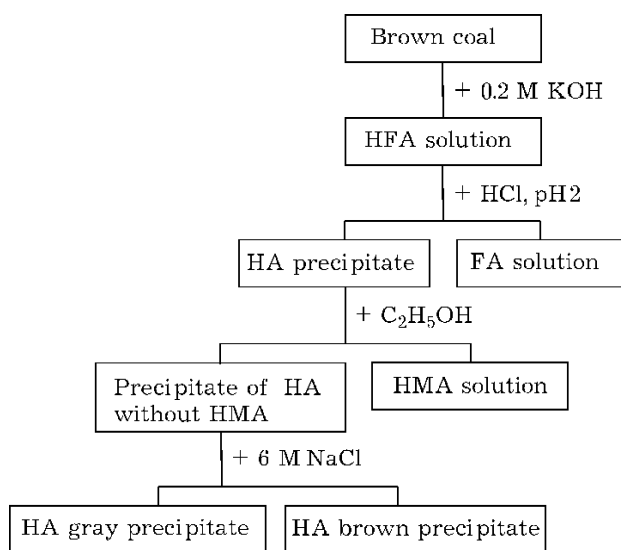 Brown coal
+ 0.2 M KOH
HFA solution
+ HCl, pH2
HA precipitate
FA solution
+ C₂H₅OH
Precipitate of HA
without HMA
HMA solution
+ 6 M NaCl
HA gray precipitate
HA brown precipitate